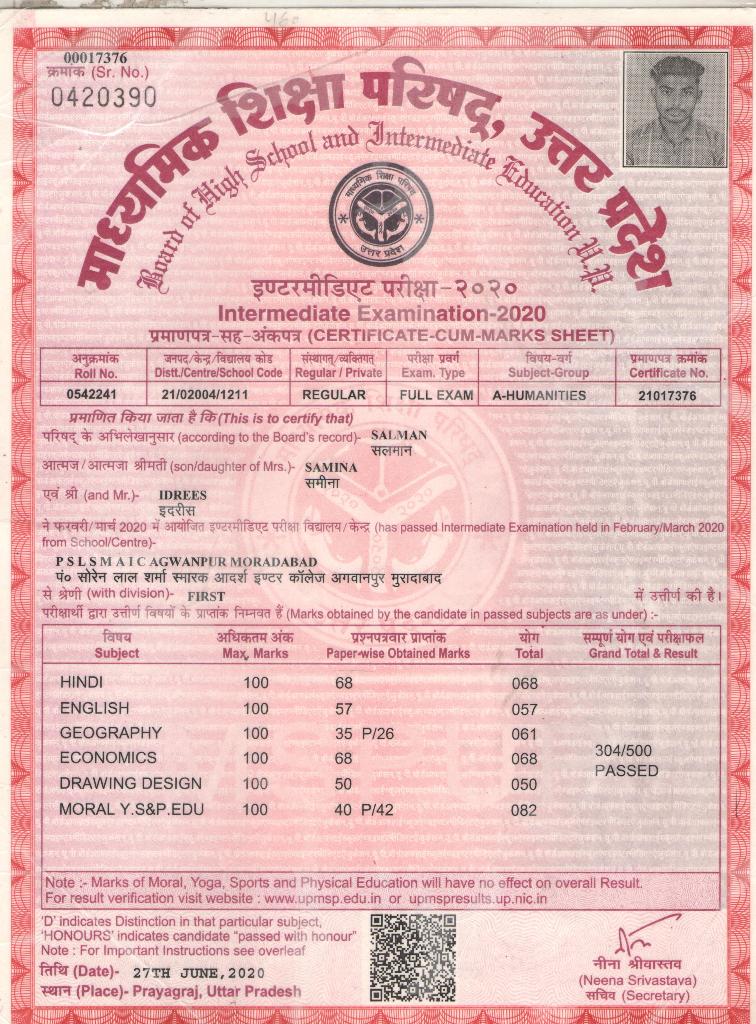 00017376
क्रमांक (Sr. No.)
0420390
माध्यमिक शिक्षा परिषद्, उत्तर प्रदेश
Board of High School and Intermediate Education U.P.
माध्यमिक शिक्षा परिषद्
उत्तर प्रदेश
इण्टरमीडिएट परीक्षा-२०२०
Intermediate Examination-2020
प्रमाणपत्र-सह-अंकपत्र (CERTIFICATE-CUM-MARKS SHEET)
अनुक्रमांक जनपद/केन्द्र/विद्यालय कोड संस्थागत्/व्यक्तिगत् परीक्षा प्रवर्ग विषय-वर्ग प्रमाणपत्र क्रमांक
Roll No. Distt./Centre/School Code Regular / Private Exam. Type Subject-Group Certificate No.
0542241 21/02004/1211 REGULAR FULL EXAM A-HUMANITIES 21017376
प्रमाणित किया जाता है कि (This is to certify that)
परिषद् के अभिलेखानुसार (according to the Board's record)- SALMAN
सलमान
आत्मज/आत्मजा श्रीमती (son/daughter of Mrs.)- SAMINA
समीना
एवं श्री (and Mr.)- IDREES
इदरीस
ने फरवरी/मार्च 2020 में आयोजित इण्टरमीडिएट परीक्षा विद्यालय/केन्द्र (has passed Intermediate Examination held in February/March 2020
from School/Centre)-
P S L S M A I C AGWANPUR MORADABAD
पं० सोरेन लाल शर्मा स्मारक आदर्श इण्टर कॉलेज अगवानपुर मुरादाबाद
से श्रेणी (with division)- FIRST में उत्तीर्ण की है।
परीक्षार्थी द्वारा उत्तीर्ण विषयों के प्राप्तांक निम्नवत हैं (Marks obtained by the candidate in passed subjects are as under) :-
विषय अधिकतम अंक प्रश्नपत्रवार प्राप्तांक योग सम्पूर्ण योग एवं परीक्षाफल
Subject Max. Marks Paper-wise Obtained Marks Total Grand Total & Result
HINDI 100 68 068
ENGLISH 100 57 057
GEOGRAPHY 100 35 P/26 061
304/500
ECONOMICS 100 68 068
PASSED
DRAWING DESIGN 100 50 050
MORAL Y.S&P.EDU 100 40 P/42 082
Note :- Marks of Moral, Yoga, Sports and Physical Education will have no effect on overall Result.
For result verification visit website : www.upmsp.edu.in or upmspresults.up.nic.in
'D' indicates Distinction in that particular subject,
'HONOURS' indicates candidate "passed with honour"
Note : For Important Instructions see overleaf
तिथि (Date)- 27TH JUNE,2020
स्थान (Place)- Prayagraj, Uttar Pradesh
नीना श्रीवास्तव
(Neena Srivastava)
सचिव (Secretary)